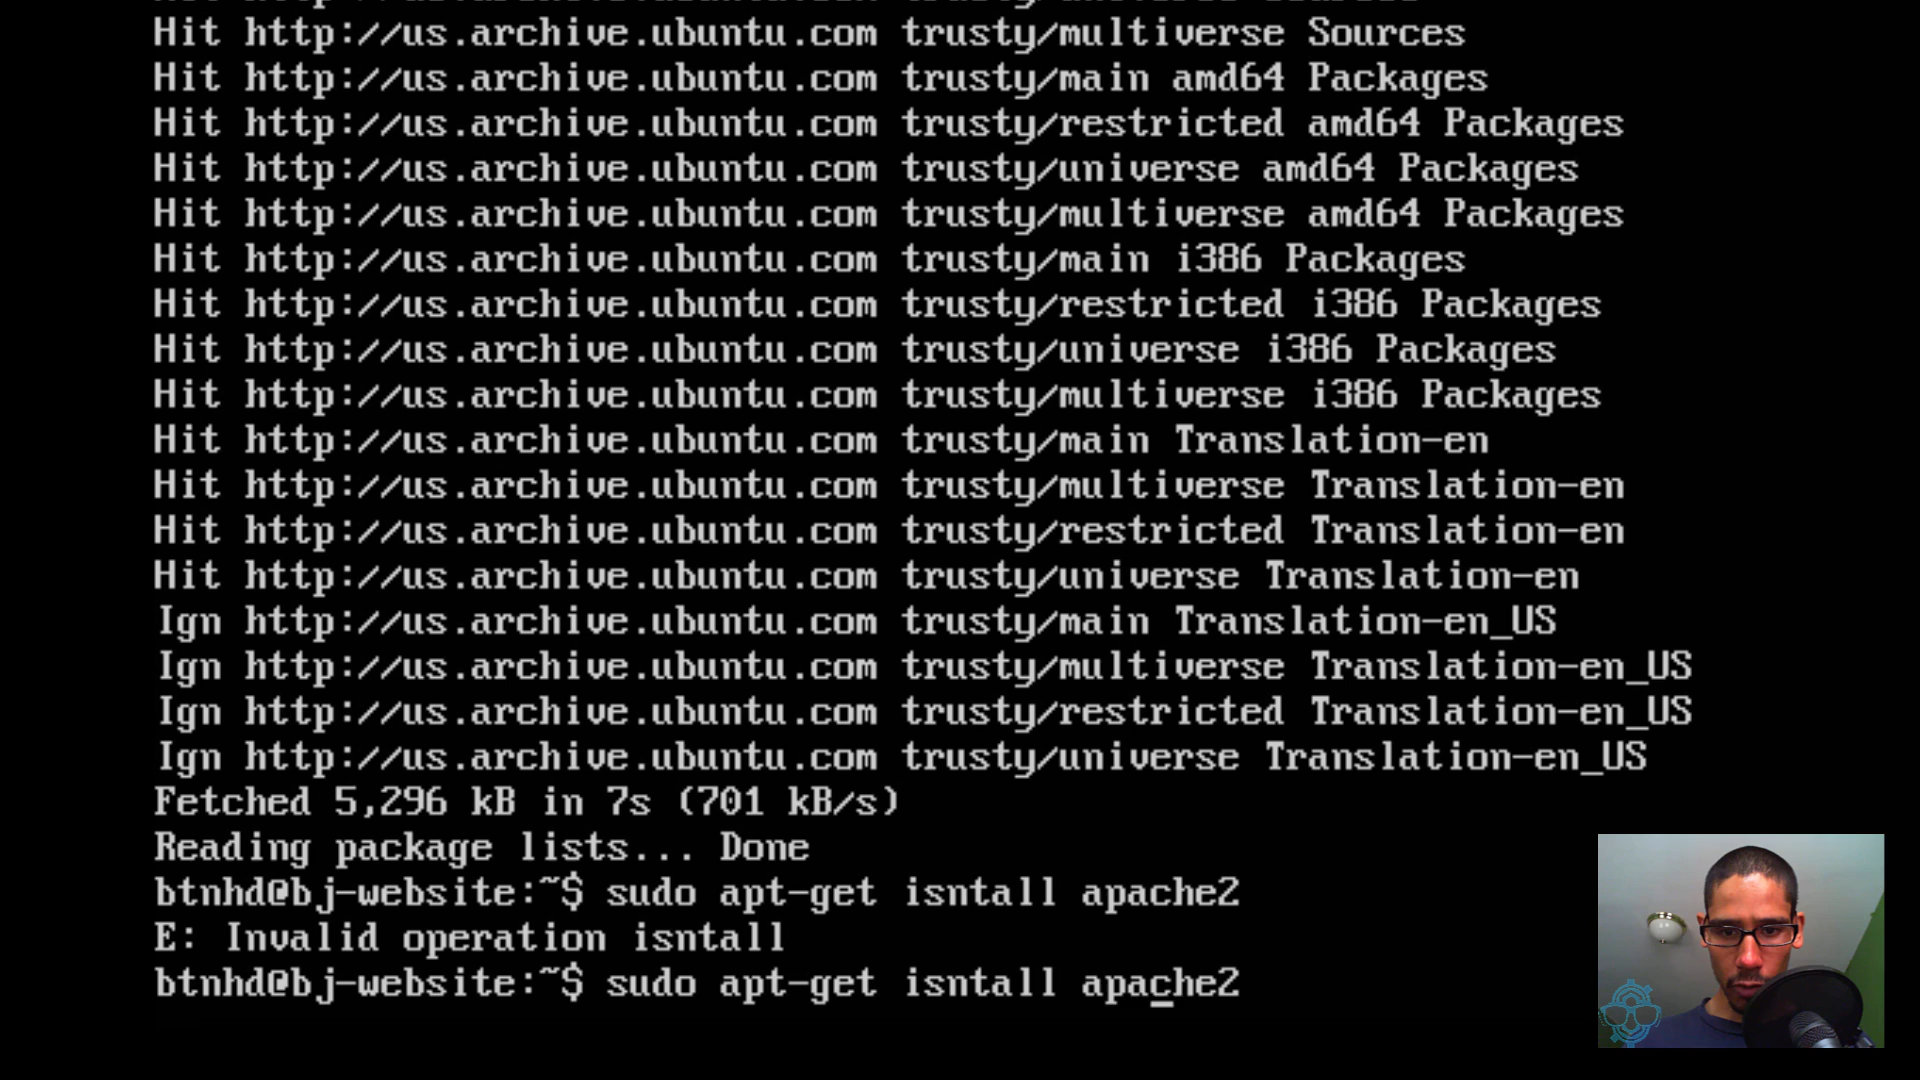 Hit http://us.archive.ubuntu.com trusty/multiverse Sources
Hit http://us.archive.ubuntu.com trusty/main amd64 Packages
Hit http://us.archive.ubuntu.com trusty/restricted amd64 Packages
Hit http://us.archive.ubuntu.com trusty/universe amd64 Packages
Hit http://us.archive.ubuntu.com trusty/multiverse amd64 Packages
Hit http://us.archive.ubuntu.com trusty/main i386 Packages
Hit http://us.archive.ubuntu.com trusty/restricted i386 Packages
Hit http://us.archive.ubuntu.com trusty/universe i386 Packages
Hit http://us.archive.ubuntu.com trusty/multiverse i386 Packages
Hit http://us.archive.ubuntu.com trusty/main Translation-en
Hit http://us.archive.ubuntu.com trusty/multiverse Translation-en
Hit http://us.archive.ubuntu.com trusty/restricted Translation-en
Hit http://us.archive.ubuntu.com trusty/universe Translation-en
Ign http://us.archive.ubuntu.com trusty/main Translation-en_US
Ign http://us.archive.ubuntu.com trusty/multiverse Translation-en_US
Ign http://us.archive.ubuntu.com trusty/restricted Translation-en_US
Ign http://us.archive.ubuntu.com trusty/universe Translation-en_US
Fetched 5,296 kB in 7s (701 kB/s)
Reading package lists... Done
btnhd@bj-website:~$ sudo apt-get isntall apache2
E: Invalid operation isntall
btnhd@bj-website:~$ sudo apt-get isntall apache2